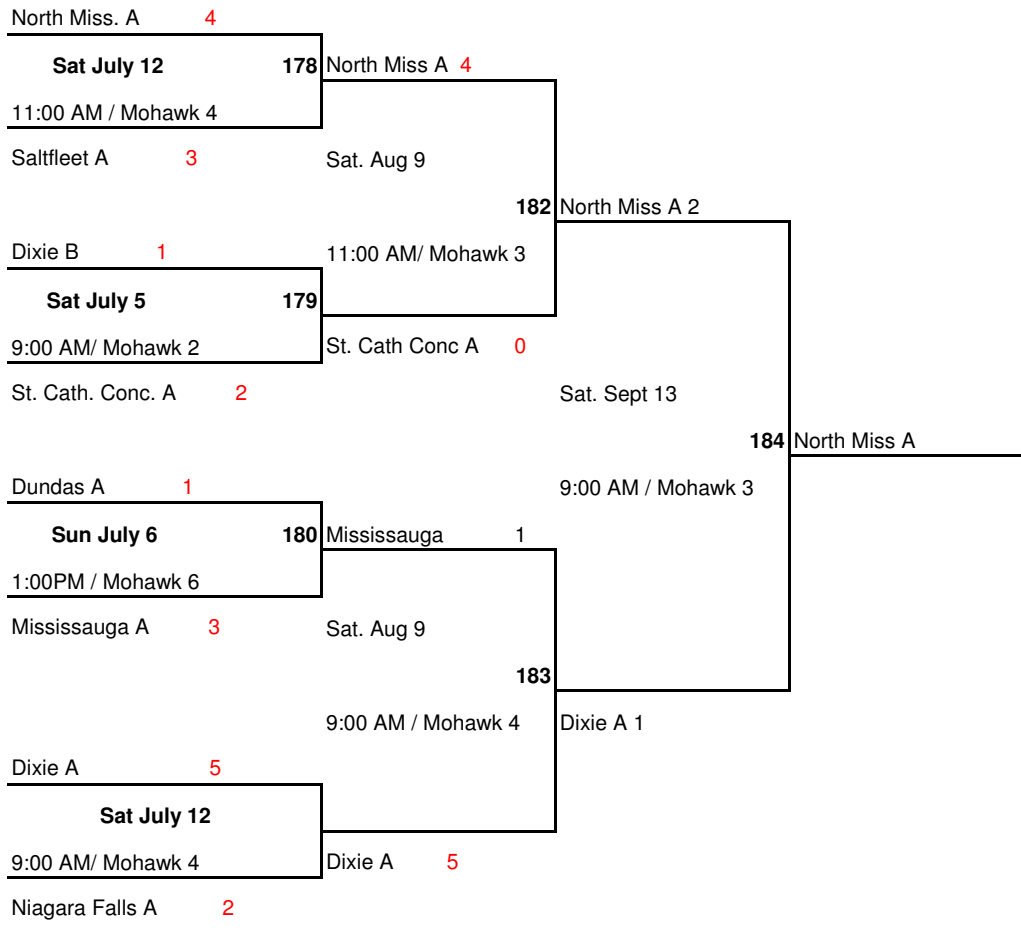 North Miss. A 4
Sat July 12 178 North Miss A 4
11:00 AM / Mohawk 4
Saltfleet A 3 Sat. Aug 9
182 North Miss A 2
Dixie B 1 11:00 AM/ Mohawk 3
Sat July 5 179
9:00 AM/ Mohawk 2 St. Cath Conc A 0
St. Cath. Conc. A 2 Sat. Sept 13
184 North Miss A
Dundas A 1 9:00 AM / Mohawk 3
Sun July 6 180 Mississauga 1
1:00PM / Mohawk 6
Mississauga A 3 Sat. Aug 9
183
9:00 AM / Mohawk 4 Dixie A 1
Dixie A 5
Sat July 12
9:00 AM/ Mohawk 4 Dixie A 5
Niagara Falls A 2